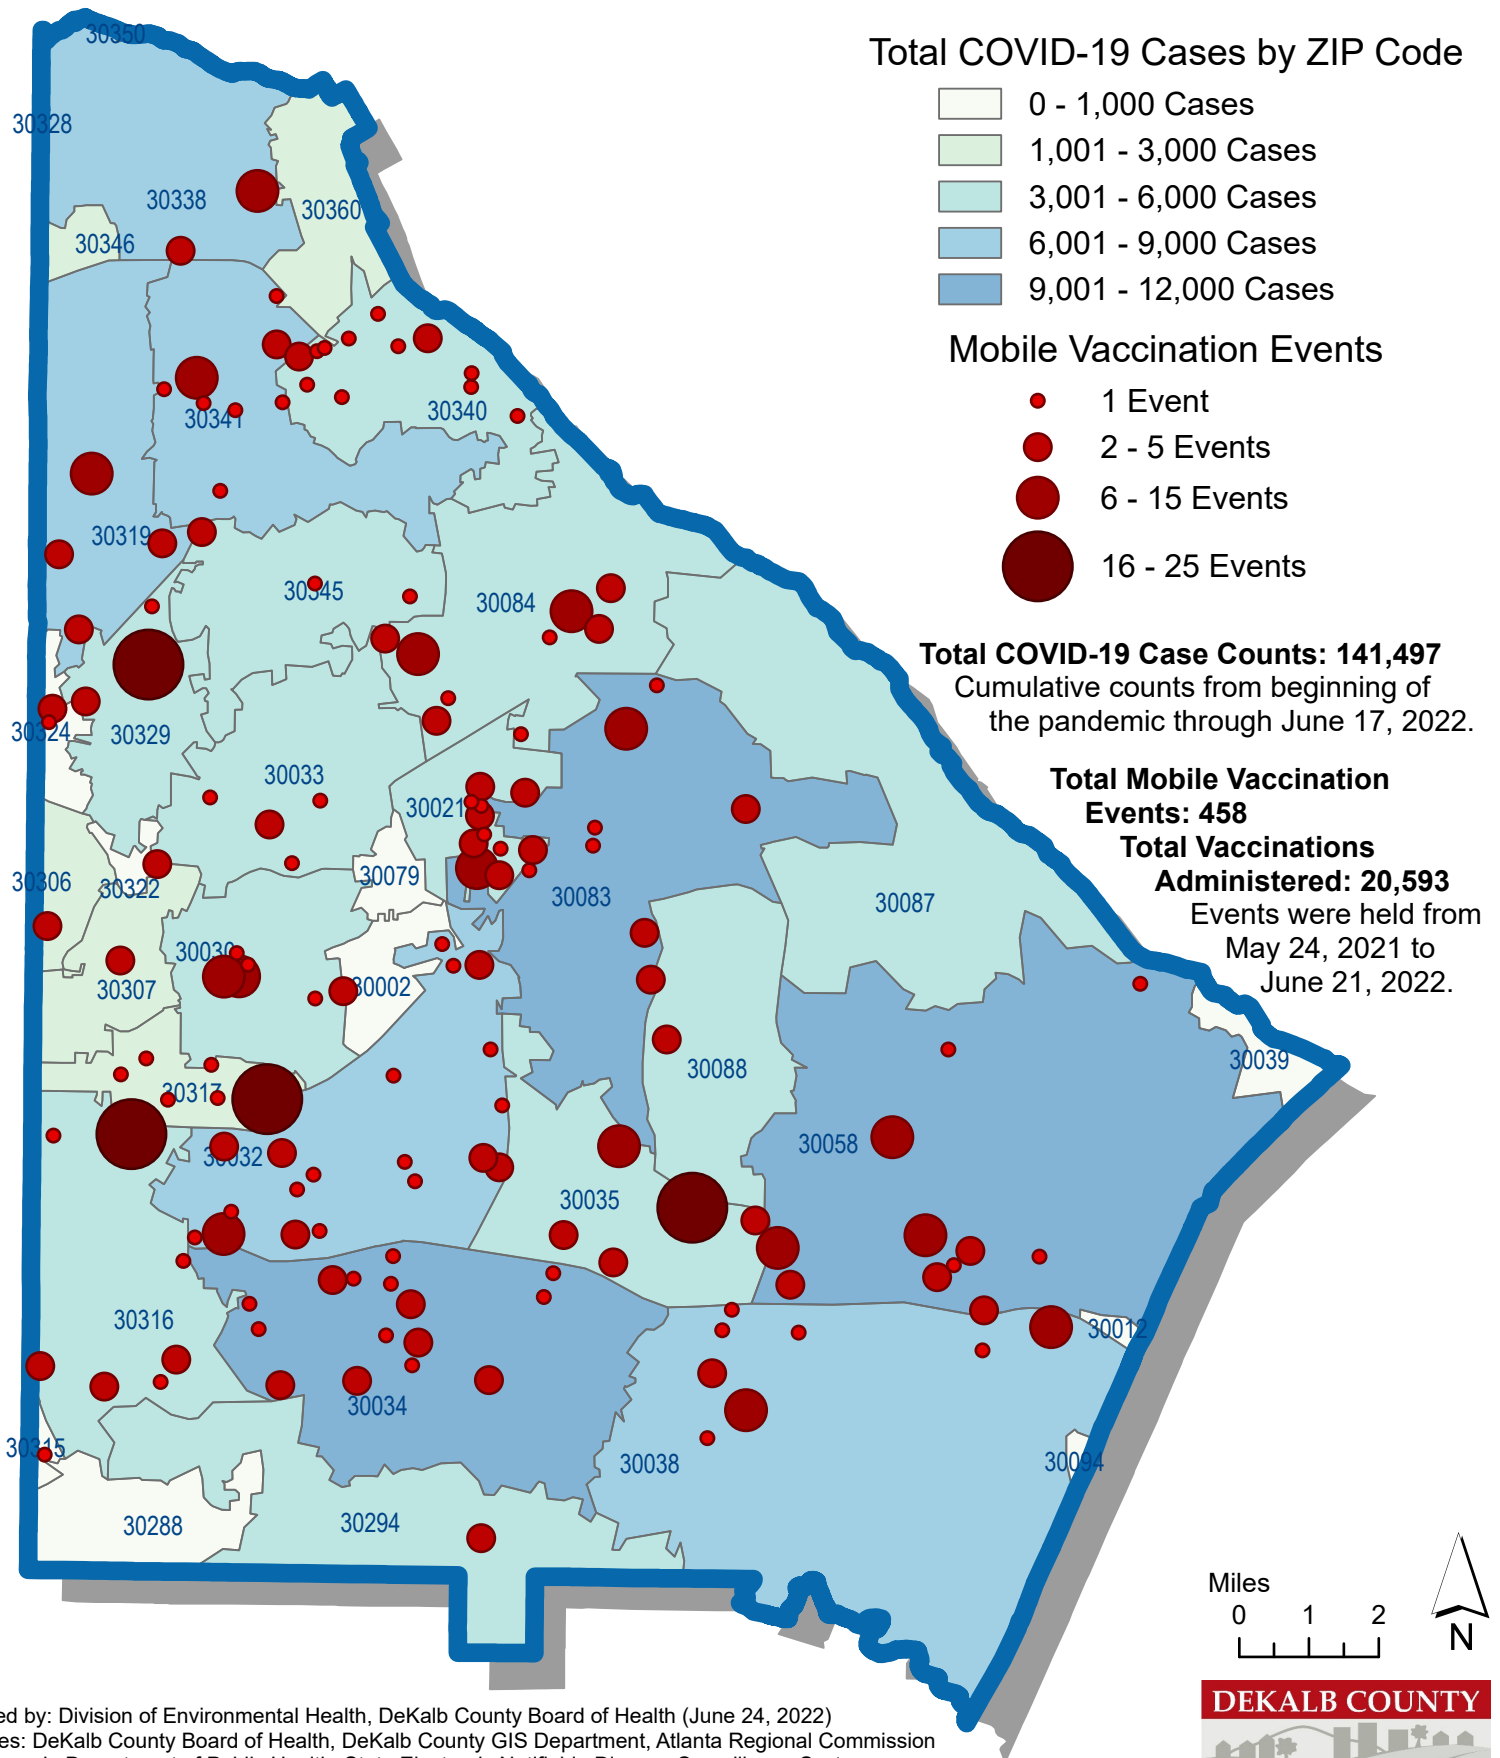 Total COVID-19 Cases by ZIP Code
0 - 1,000 Cases
1,001 - 3,000 Cases
3,001 - 6,000 Cases
6,001 - 9,000 Cases
9,001 - 12,000 Cases
Mobile Vaccination Events
1 Event
2 - 5 Events
6 - 15 Events
16 - 25 Events
Total COVID-19 Case Counts: 141,497
Cumulative counts from beginning of
the pandemic through June 17, 2022.
Total Mobile Vaccination
Events: 458
Total Vaccinations
Administered: 20,593
Events were held from
May 24, 2021 to
June 21, 2022.
30350
30328
30338
30360
30346
30340
30341
30319
30345
30084
30324
30329
30033
30021
30079
30306
30322
30083
30087
30030
30307
30002
30039
30088
30317
30058
30032
30035
30316
30012
30034
30315
30038
30094
30288
30294
Miles
0 1 2
N
DEKALB COUNTY
ed by: Division of Environmental Health, DeKalb County Board of Health (June 24, 2022)
es: DeKalb County Board of Health, DeKalb County GIS Department, Atlanta Regional Commission